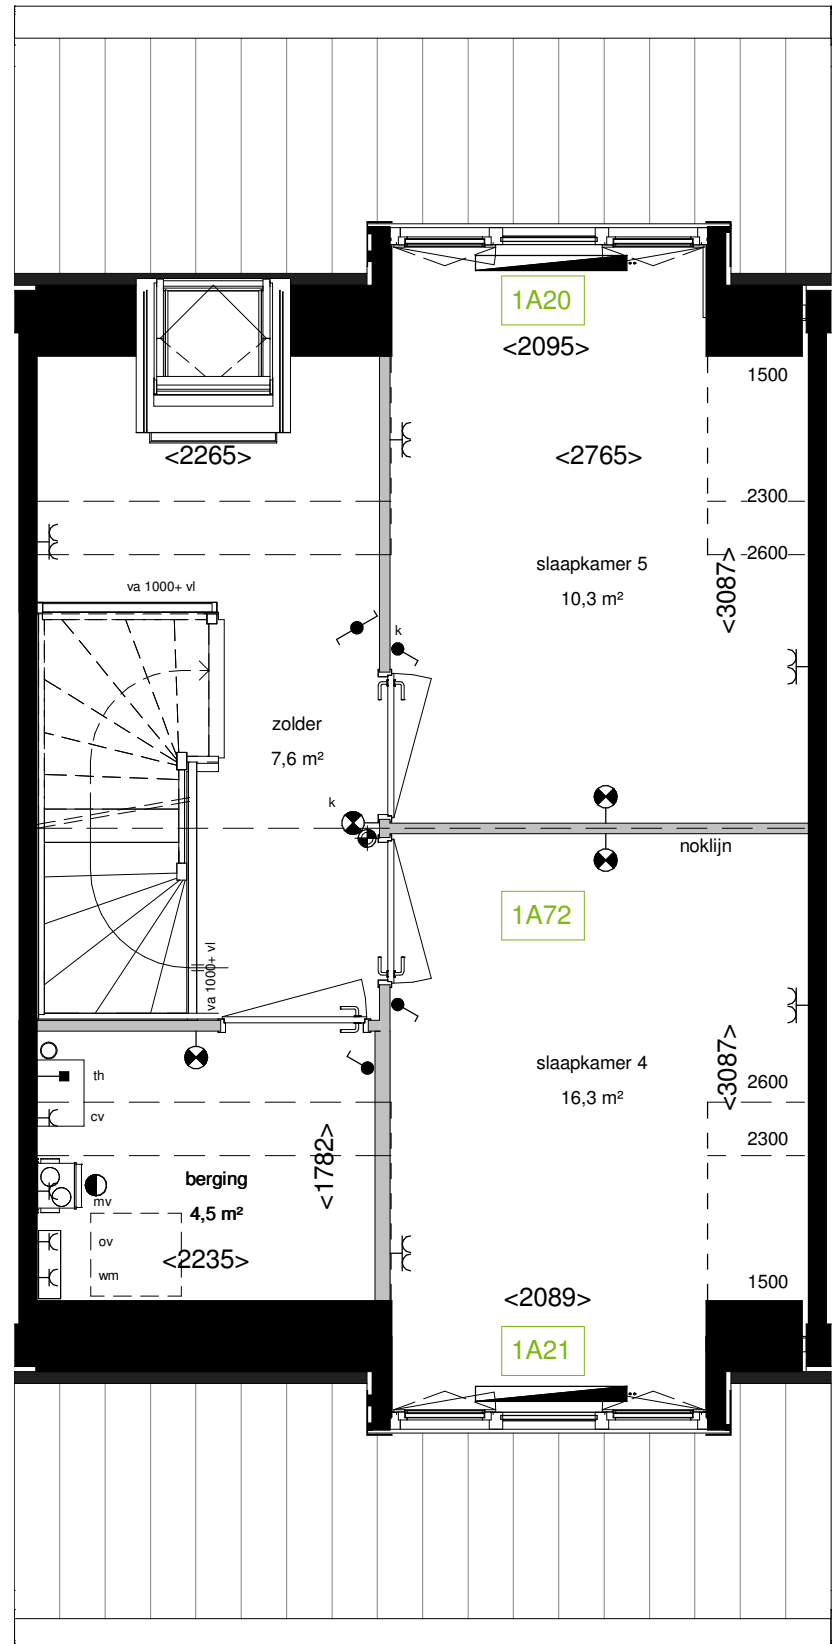 1A20
<2095>
1500
<2265>
<2765>
2300
2600
slaapkamer 5
10,3 m²
va 1000+ vl
<3087>
k
zolder
7,6 m²
k
noklijn
1A72
va 1000+ vl
slaapkamer 4
16,3 m²
<3087>
2600
2300
th
cv
<1782>
berging
4,5 m²
mv
ov
wm
<2235>
1500
<2089>
1A21